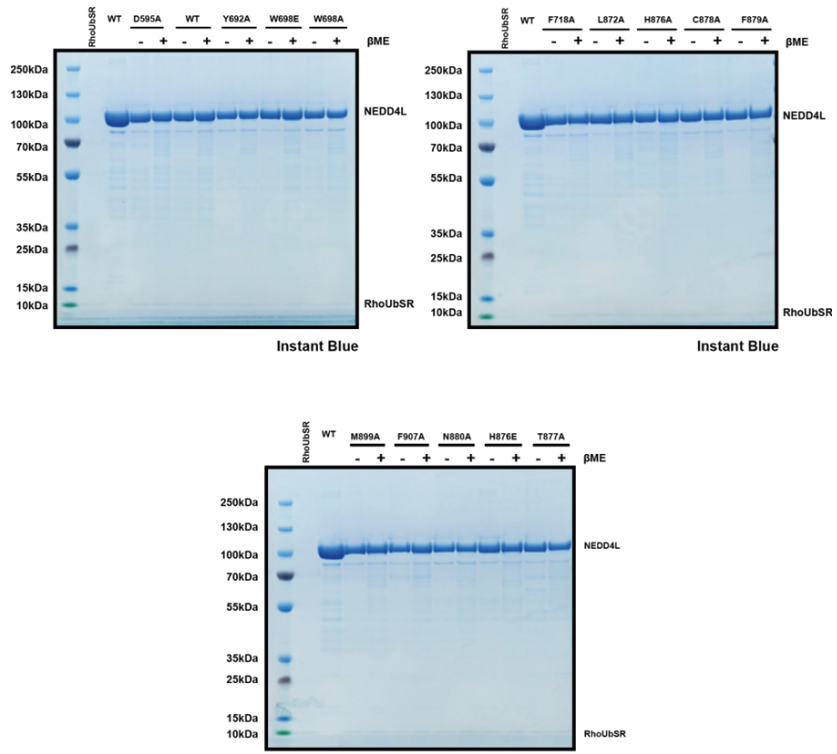 RhoUbSR WT D595A WT Y692A W698E W698A
- + - + - + - + - + βME
250kDa
130kDa
NEDD4L
100kDa
70kDa
55kDa
35kDa
25kDa
15kDa
10kDa RhoUbSR
Instant Blue
RhoUbSR WT F718A L872A H876A C878A F879A
- + - + - + - + - + βME
250kDa
130kDa
NEDD4L
100kDa
70kDa
55kDa
35kDa
25kDa
15kDa
10kDa RhoUbSR
Instant Blue
RhoUbSR WT M899A F907A N880A H876E T877A
- + - + - + - + - + βME
250kDa
130kDa
NEDD4L
100kDa
70kDa
55kDa
35kDa
25kDa
15kDa
10kDa RhoUbSR